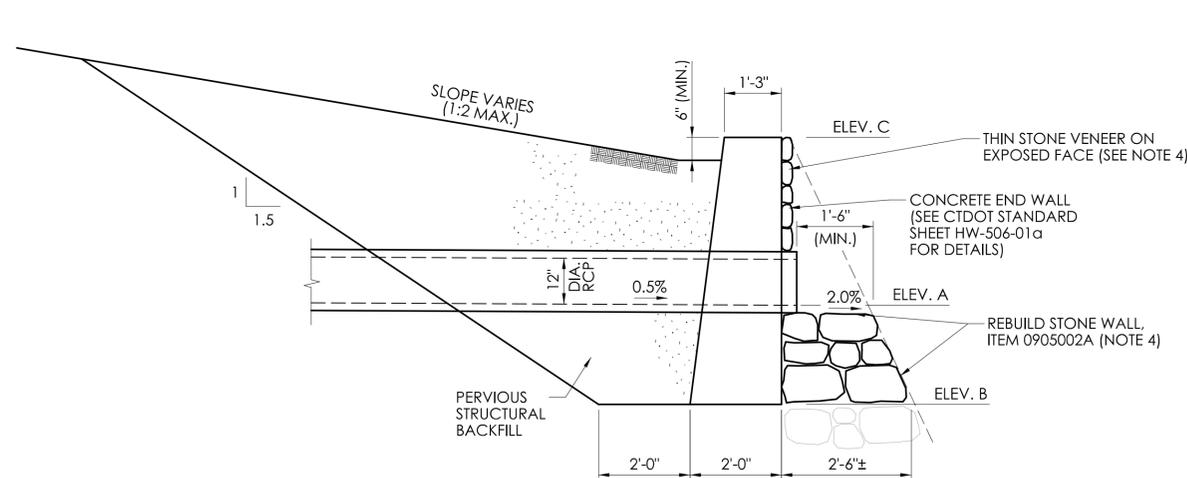 SLOPE VARIES
(1:2 MAX.)
6" (MIN.)
1'-3"
ELEV. C
THIN STONE VENEER ON
EXPOSED FACE (SEE NOTE 4)
CONCRETE END WALL
(SEE CTDOT STANDARD
SHEET HW-506-01a
FOR DETAILS)
1'-6"
(MIN.)
1
1.5
12"
DIA.
RCP
0.5%
2.0%
ELEV. A
REBUILD STONE WALL,
ITEM 0905002A (NOTE 4)
PERVIOUS
STRUCTURAL
BACKFILL
ELEV. B
2'-0"
2'-0"
2'-6"±